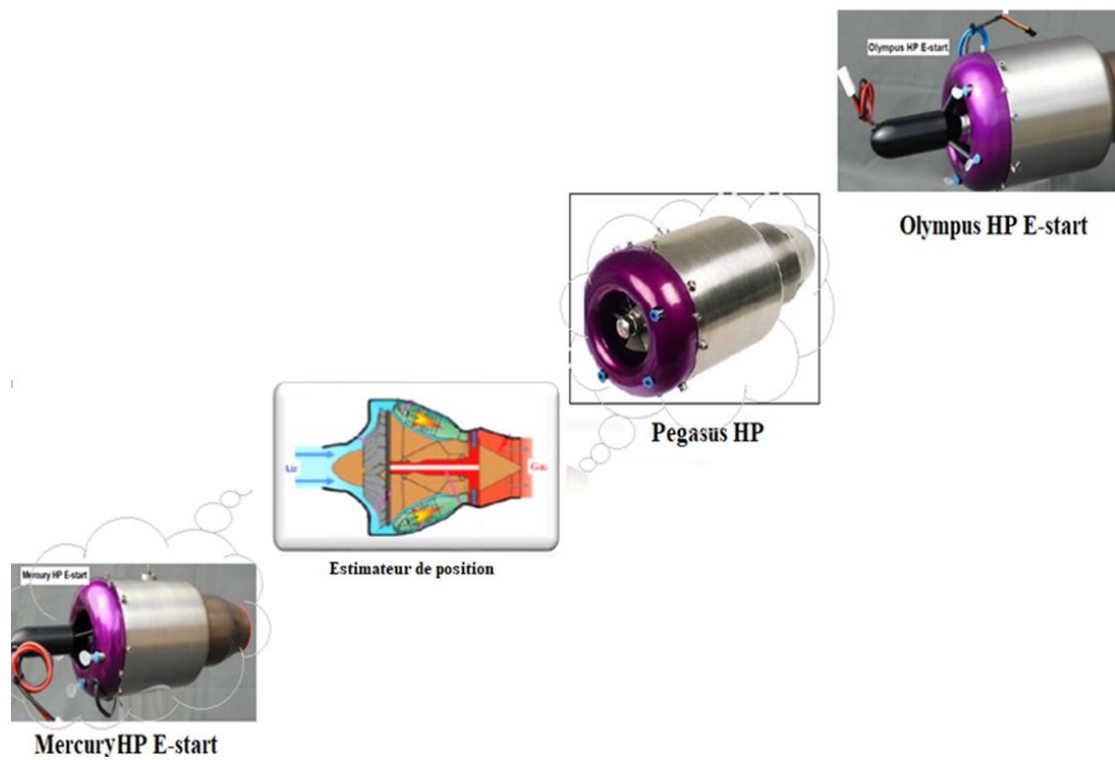 Olympus HP E-start.
Olympus HP E-start
Pegasus HP
Air
Gaz
Estimateur de position
Mercury HP E-start
MercuryHP E-start